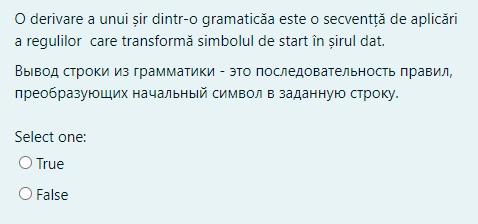 O derivare a unui șir dintr-o gramaticăa este o secvențță de aplicări
a regulilor care transformă simbolul de start în șirul dat.
Вывод строки из грамматики - это последовательность правил,
преобразующих начальный символ в заданную строку.
Select one:
True
False